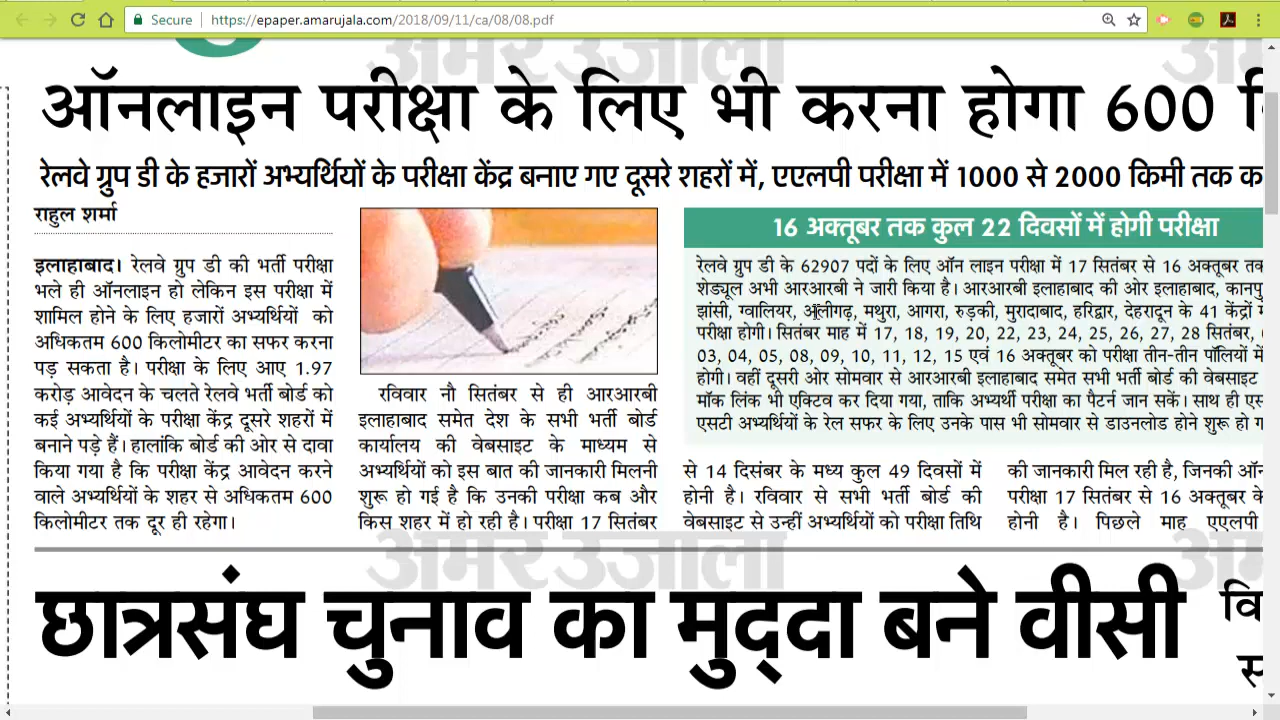 Secure
https://epaper.amarujala.com/2018/09/11/ca/08/08.pdf
अमर उजाला
ऑनलाइन परीक्षा के लिए भी करना होगा 600
रेलवे ग्रुप डी के हजारों अभ्यर्थियों के परीक्षा केंद्र बनाए गए दूसरे शहरों में, एएलपी परीक्षा में 1000 से 2000 किमी तक
राहुल शर्मा
इलाहाबाद। रेलवे ग्रुप डी की भर्ती परीक्षा
भले ही ऑनलाइन हो लेकिन इस परीक्षा में
शामिल होने के लिए हजारों अभ्यर्थियों को
अधिकतम 600 किलोमीटर का सफर करना
पड़ सकता है। परीक्षा के लिए आए 1.97
करोड़ आवेदन के चलते रेलवे भर्ती बोर्ड को
कई अभ्यर्थियों के परीक्षा केंद्र दूसरे शहरों में
बनाने पड़े हैं। हालांकि बोर्ड की ओर से दावा
किया गया है कि परीक्षा केंद्र आवेदन करने
वाले अभ्यर्थियों के शहर से अधिकतम 600
किलोमीटर तक दूर ही रहेगा।
रविवार नौ सितंबर से ही आरआरबी
इलाहाबाद समेत देश के सभी भर्ती बोर्ड
कार्यालय की वेबसाइट के माध्यम से
अभ्यर्थियों को इस बात की जानकारी मिलनी
शुरू हो गई है कि उनकी परीक्षा कब और
किस शहर में हो रही है। परीक्षा 17 सितंबर
16 अक्तूबर तक कुल 22 दिवसों में होगी परीक्षा
रेलवे ग्रुप डी के 62907 पदों के लिए ऑन लाइन परीक्षा में 17 सितंबर से 16 अक्तूबर तक
शेड्यूल अभी आरआरबी ने जारी किया है। आरआरबी इलाहाबाद की ओर इलाहाबाद, कानपु
झांसी, ग्वालियर, अलीगढ़, मथुरा, आगरा, रुड़की, मुरादाबाद, हरिद्वार, देहरादून के 41 केंद्रों में
परीक्षा होगी। सितंबर माह में 17, 18, 19, 20, 22, 23, 24, 25, 26, 27, 28 सितंबर,
03, 04, 05, 08, 09, 10, 11, 12, 15 एवं 16 अक्तूबर को परीक्षा तीन-तीन पॉलियों में
होगी। वहीं दूसरी ओर सोमवार से आरआरबी इलाहाबाद समेत सभी भर्ती बोर्ड की वेबसाइट
मॉक लिंक भी एक्टिव कर दिया गया, ताकि अभ्यर्थी परीक्षा का पैटर्न जान सकें। साथ ही एस
एसटी अभ्यर्थियों के रेल सफर के लिए उनके पास भी सोमवार से डाउनलोड होने शुरू हो
से 14 दिसंबर के मध्य कुल 49 दिवसों में
होनी है। रविवार से सभी भर्ती बोर्ड की
वेबसाइट से उन्हीं अभ्यर्थियों को परीक्षा तिथि
की जानकारी मिल रही है, जिनकी ऑन
परीक्षा 17 सितंबर से 16 अक्तूबर के
होनी है। पिछले माह एएलपी
अमर उजाला
छात्रसंघ चुनाव का मुद्दा बने वीसी